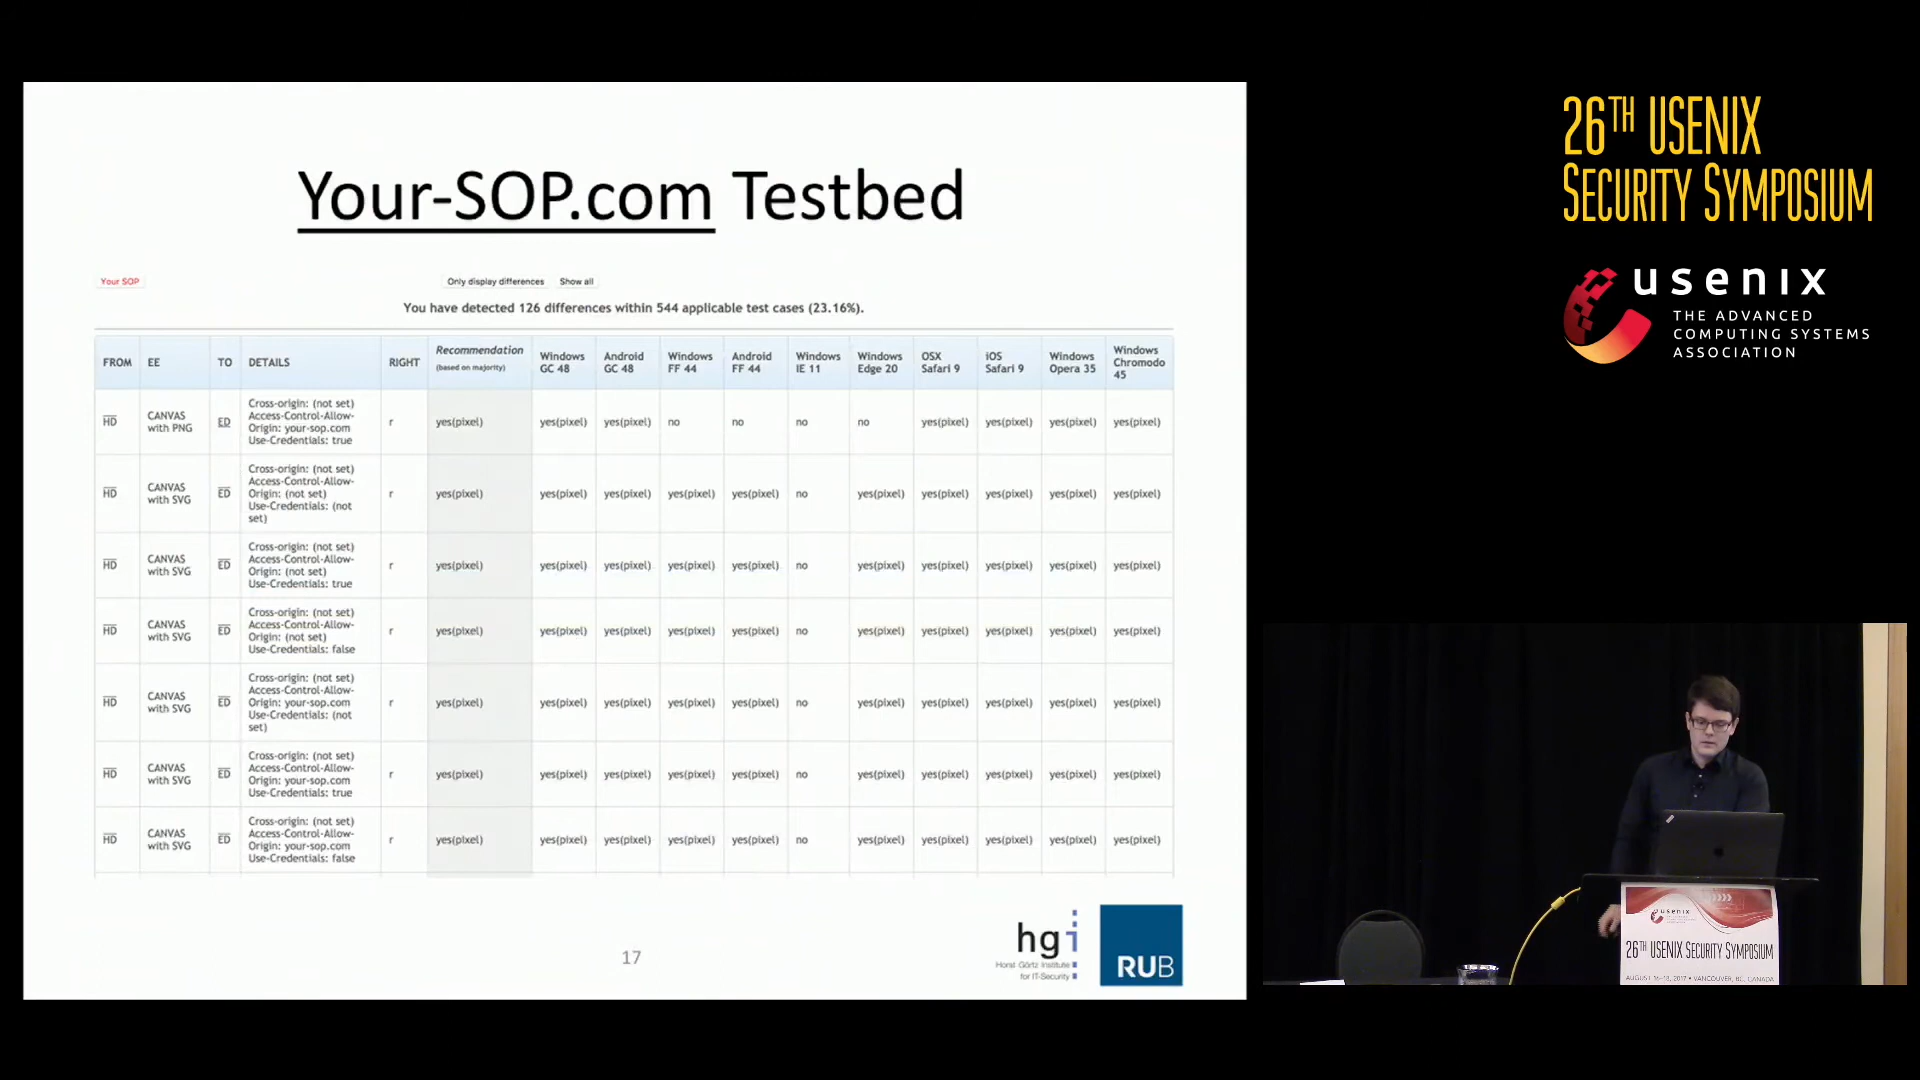 Your-SOP.com Testbed
Your SOP
Only display differences Show all
You have detected 126 differences within 544 applicable test cases (23.16%).
FROM EE TO DETAILS RIGHT Recommendation (based on majority) Windows GC 48 Android GC 48 Windows FF 44 Android FF 44 Windows IE 11 Windows Edge 20 OSX Safari 9 iOS Safari 9 Windows Opera 35 Windows Chromodo 45
HD CANVAS with PNG ED Cross-origin: (not set) Access-Control-Allow-Origin: your-sop.com Use-Credentials: true r yes(pixel) yes(pixel) yes(pixel) no no no no yes(pixel) yes(pixel) yes(pixel) yes(pixel)
HD CANVAS with SVG ED Cross-origin: (not set) Access-Control-Allow-Origin: (not set) Use-Credentials: (not set) r yes(pixel) yes(pixel) yes(pixel) yes(pixel) yes(pixel) no yes(pixel) yes(pixel) yes(pixel) yes(pixel) yes(pixel)
HD CANVAS with SVG ED Cross-origin: (not set) Access-Control-Allow-Origin: (not set) Use-Credentials: true r yes(pixel) yes(pixel) yes(pixel) yes(pixel) yes(pixel) no yes(pixel) yes(pixel) yes(pixel) yes(pixel) yes(pixel)
HD CANVAS with SVG ED Cross-origin: (not set) Access-Control-Allow-Origin: (not set) Use-Credentials: false r yes(pixel) yes(pixel) yes(pixel) yes(pixel) yes(pixel) no yes(pixel) yes(pixel) yes(pixel) yes(pixel) yes(pixel)
HD CANVAS with SVG ED Cross-origin: (not set) Access-Control-Allow-Origin: your-sop.com Use-Credentials: (not set) r yes(pixel) yes(pixel) yes(pixel) yes(pixel) yes(pixel) no yes(pixel) yes(pixel) yes(pixel) yes(pixel) yes(pixel)
HD CANVAS with SVG ED Cross-origin: (not set) Access-Control-Allow-Origin: your-sop.com Use-Credentials: true r yes(pixel) yes(pixel) yes(pixel) yes(pixel) yes(pixel) no yes(pixel) yes(pixel) yes(pixel) yes(pixel) yes(pixel)
HD CANVAS with SVG ED Cross-origin: (not set) Access-Control-Allow-Origin: your-sop.com Use-Credentials: false r yes(pixel) yes(pixel) yes(pixel) yes(pixel) yes(pixel) no yes(pixel) yes(pixel) yes(pixel) yes(pixel) yes(pixel)
17
hgi
Horst Görtz Institute
for IT-Security
RUB
26TH USENIX
SECURITY SYMPOSIUM
usenix
THE ADVANCED
COMPUTING SYSTEMS
ASSOCIATION
usenix
26TH USENIX SECURITY SYMPOSIUM
AUGUST 16–18, 2017 • VANCOUVER, BC, CANADA